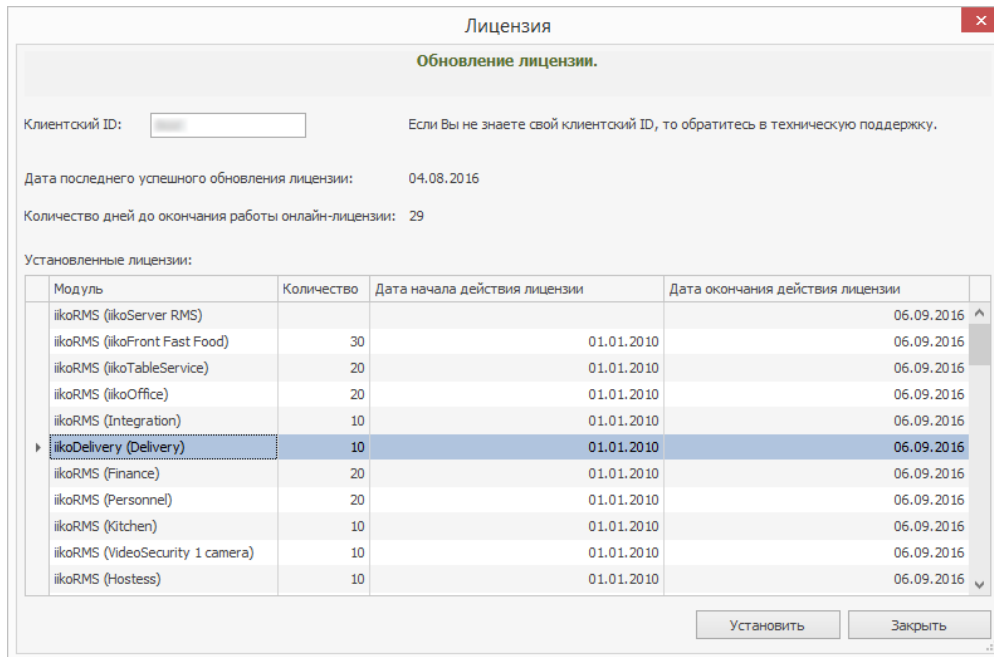 Лицензия
Обновление лицензии.
Клиентский ID: Если Вы не знаете свой клиентский ID, то обратитесь в техническую поддержку.
Дата последнего успешного обновления лицензии: 04.08.2016
Количество дней до окончания работы онлайн-лицензии: 29
Установленные лицензии:
Модуль Количество Дата начала действия лицензии Дата окончания действия лицензии
iikoRMS (iikoServer RMS) 06.09.2016
iikoRMS (iikoFront Fast Food) 30 01.01.2010 06.09.2016
iikoRMS (iikoTableService) 20 01.01.2010 06.09.2016
iikoRMS (iikoOffice) 20 01.01.2010 06.09.2016
iikoRMS (Integration) 10 01.01.2010 06.09.2016
iikoDelivery (Delivery) 10 01.01.2010 06.09.2016
iikoRMS (Finance) 20 01.01.2010 06.09.2016
iikoRMS (Personnel) 20 01.01.2010 06.09.2016
iikoRMS (Kitchen) 10 01.01.2010 06.09.2016
iikoRMS (VideoSecurity 1 camera) 10 01.01.2010 06.09.2016
iikoRMS (Hostess) 10 01.01.2010 06.09.2016
Установить Закрыть